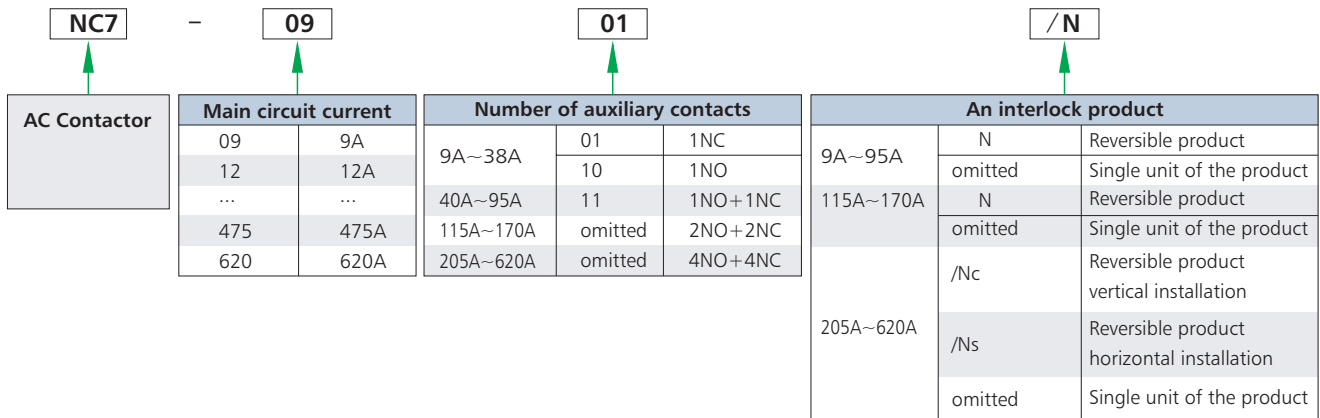 NC7 – 09 01 /N
AC Contactor
Main circuit current
09 9A
12 12A
... ...
475 475A
620 620A
Number of auxiliary contacts
9A~38A 01 1NC
10 1NO
40A~95A 11 1NO+1NC
115A~170A omitted 2NO+2NC
205A~620A omitted 4NO+4NC
An interlock product
9A~95A N Reversible product
omitted Single unit of the product
115A~170A N Reversible product
omitted Single unit of the product
205A~620A /Nc Reversible product
vertical installation
/Ns Reversible product
horizontal installation
omitted Single unit of the product